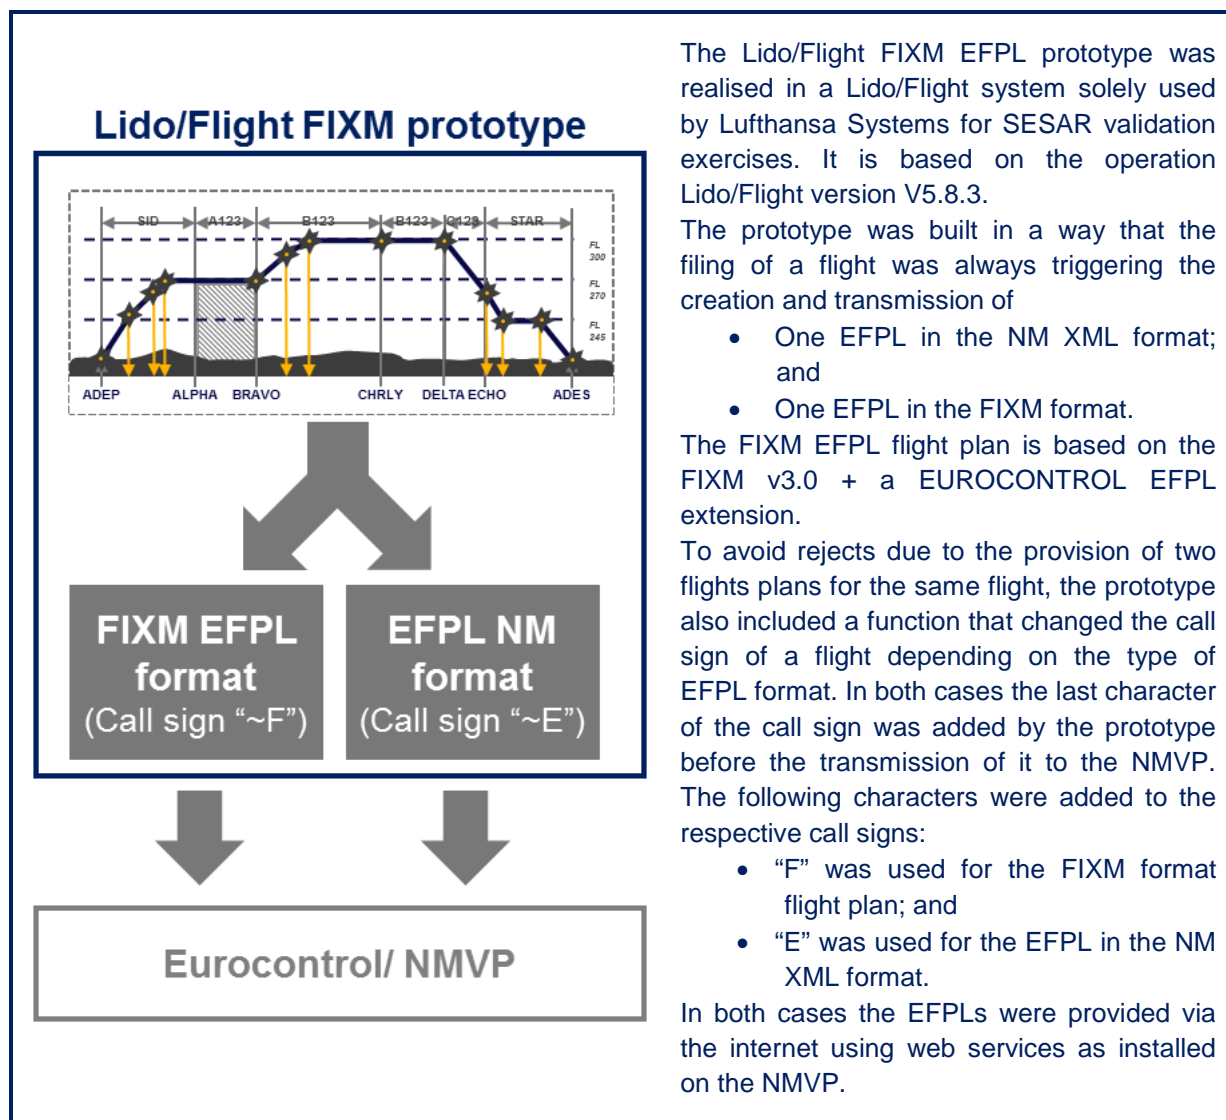 Lido/Flight FIXM prototype
SID A123 B123 B123 C123 STAR
FL
300
FL
270
FL
245
ADEP ALPHA BRAVO CHRLY DELTA ECHO ADES
FIXM EFPL
format
(Call sign “~F”)
EFPL NM
format
(Call sign “~E”)
Eurocontrol/ NMVP
The Lido/Flight FIXM EFPL prototype was
realised in a Lido/Flight system solely used
by Lufthansa Systems for SESAR validation
exercises. It is based on the operation
Lido/Flight version V5.8.3.
The prototype was built in a way that the
filing of a flight was always triggering the
creation and transmission of
• One EFPL in the NM XML format;
and
• One EFPL in the FIXM format.
The FIXM EFPL flight plan is based on the
FIXM v3.0 + a EUROCONTROL EFPL
extension.
To avoid rejects due to the provision of two
flights plans for the same flight, the prototype
also included a function that changed the call
sign of a flight depending on the type of
EFPL format. In both cases the last character
of the call sign was added by the prototype
before the transmission of it to the NMVP.
The following characters were added to the
respective call signs:
• “F” was used for the FIXM format
flight plan; and
• “E” was used for the EFPL in the NM
XML format.
In both cases the EFPLs were provided via
the internet using web services as installed
on the NMVP.